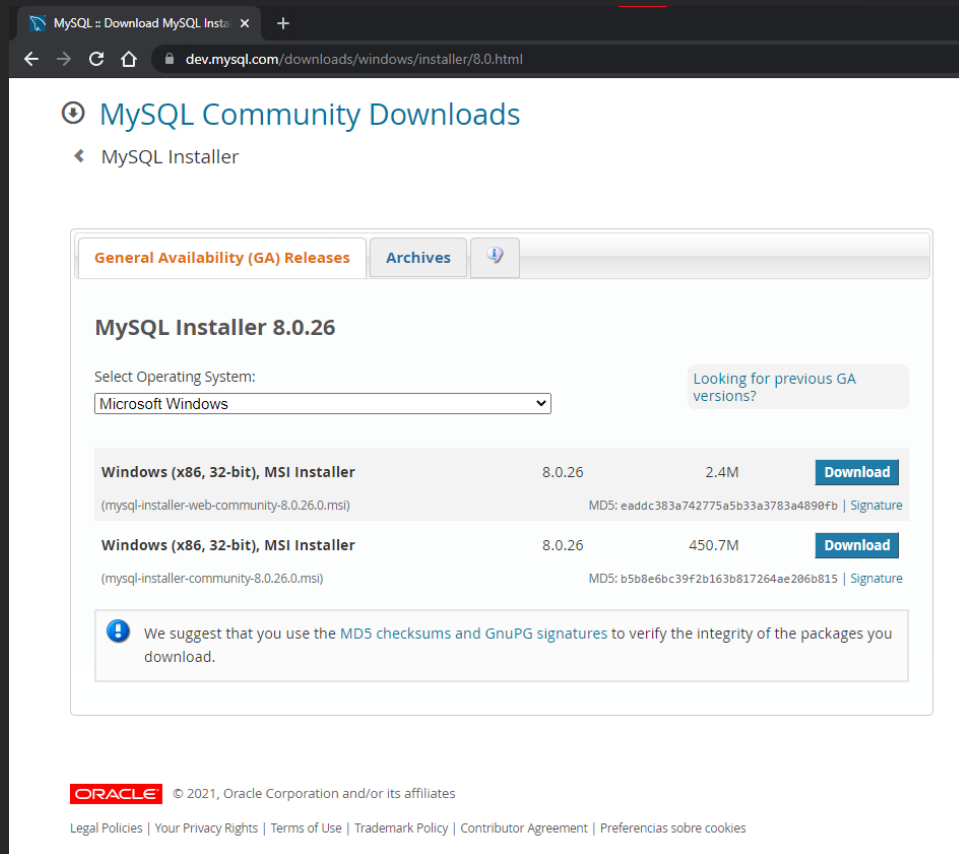 MySQL :: Download MySQL Insta
dev.mysql.com/downloads/windows/installer/8.0.html
MySQL Community Downloads
MySQL Installer
General Availability (GA) Releases
Archives
MySQL Installer 8.0.26
Select Operating System:
Microsoft Windows
Looking for previous GA
versions?
Windows (x86, 32-bit), MSI Installer 8.0.26 2.4M Download
(mysql-installer-web-community-8.0.26.0.msi) MD5: eaddc383a742775a5b33a3783a4890fb | Signature
Windows (x86, 32-bit), MSI Installer 8.0.26 450.7M Download
(mysql-installer-community-8.0.26.0.msi) MD5: b5b8e6bc39f2b163b817264ae206b815 | Signature
We suggest that you use the MD5 checksums and GnuPG signatures to verify the integrity of the packages you
download.
ORACLE © 2021, Oracle Corporation and/or its affiliates
Legal Policies | Your Privacy Rights | Terms of Use | Trademark Policy | Contributor Agreement | Preferencias sobre cookies